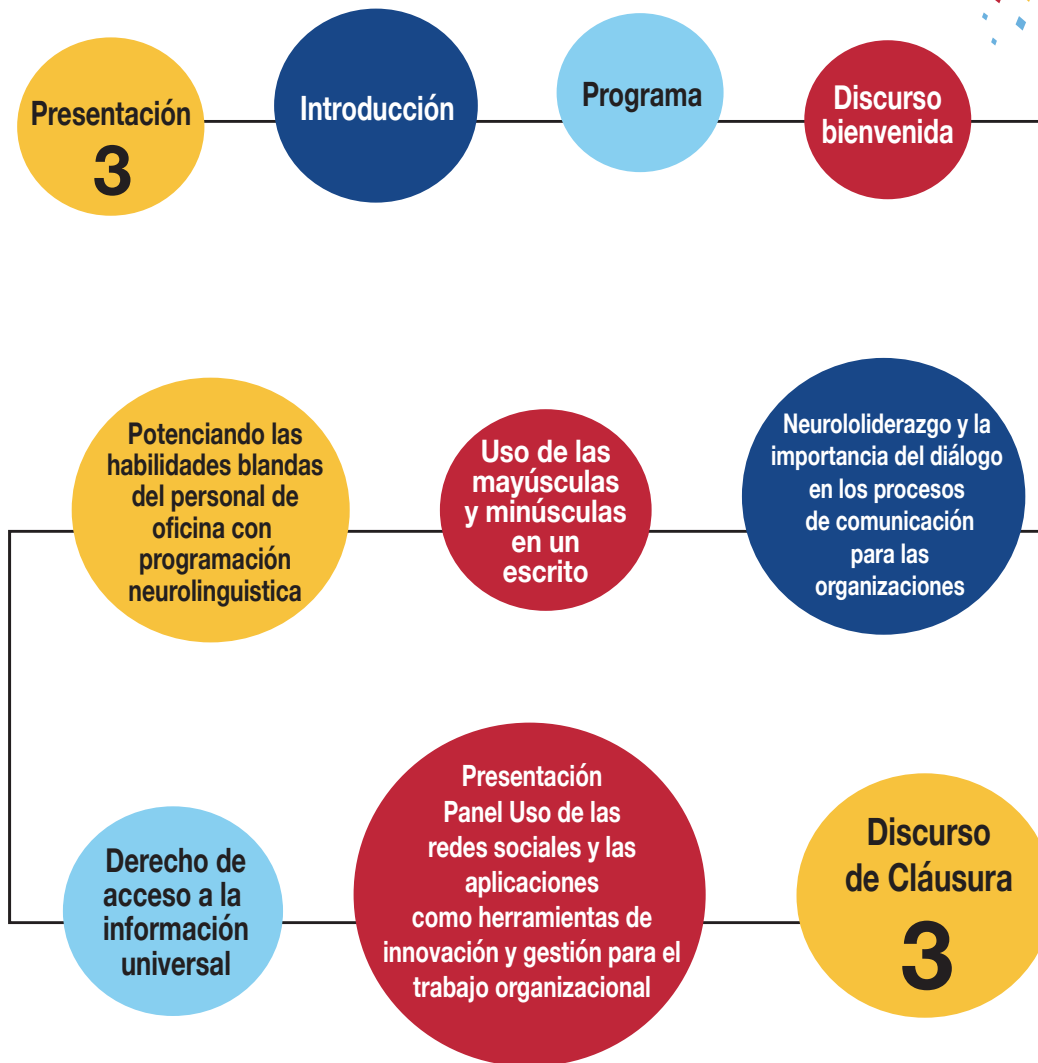 Presentación
3
Introducción
Programa
Discurso
bienvenida
Potenciando las
habilidades blandas
del personal de
oficina con
programación
neurolinguistica
Uso de las
mayúsculas
y minúsculas
en un
escrito
Neurololiderazgo y la
importancia del diálogo
en los procesos
de comunicación
para las
organizaciones
Derecho de
acceso a la
información
universal
Presentación
Panel Uso de las
redes sociales y las
aplicaciones
como herramientas de
innovación y gestión para el
trabajo organizacional
Discurso
de Cláusura
3